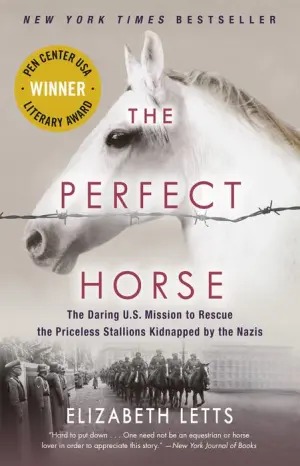 NEW YORK TIMES BESTSELLER
PEN CENTER USA
WINNER
LITERARY AWARD
THE
PERFECT
HORSE
The Daring U.S. Mission to Rescue
the Priceless Stallions Kidnapped by the Nazis
ELIZABETH LETTS
"Hard to put down . . . One need not be an equestrian or horse
lover in order to appreciate this story." —New York Journal of Books